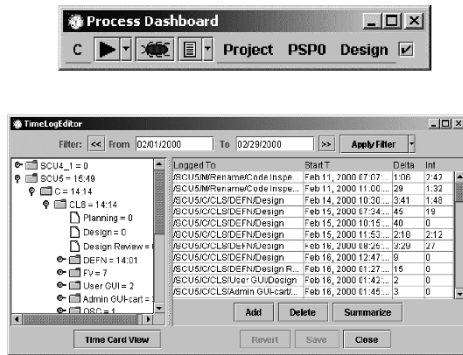 Process Dashboard
C Project PSP0 Design
TimeLogEditor
Filter: << From 02/01/2000 To 02/29/2000 >> Apply Filter
SCU4_1 = 0
SCU5 = 15:49
C = 14:14
CLS = 14:14
Planning = 0
Design = 0
Design Review =
DEFN = 14:01
FV = 7
User GUI = 2
Admin GUI-cart =
OSC = 1
Logged To Start T... Delta Int
/SCU5/M/Rename/Code Inspe... Feb 11, 2000 07:07:... 1:06 2:42
/SCU5/M/Rename/Code Inspe... Feb 11, 2000 11:00:... 29 1:32
/SCU5/C/CLS/DEFN/Design Feb 14, 2000 10:30:... 3:41 1:46
/SCU5/C/CLS/DEFN/Design Feb 15, 2000 07:34:... 45 19
/SCU5/C/CLS/DEFN/Design Feb 15, 2000 10:15:... 40 0
/SCU5/C/CLS/DEFN/Design Feb 15, 2000 11:53:... 2:18 2:12
/SCU5/C/CLS/DEFN/Design Feb 16, 2000 08:26:... 3:29 27
/SCU5/C/CLS/DEFN/Design Feb 16, 2000 12:47:... 9 0
/SCU5/C/CLS/DEFN/Design R... Feb 16, 2000 01:27:... 15 0
/SCU5/C/CLS/User GUI/Design Feb 16, 2000 01:42:... 2 0
/SCU5/C/CLS/Admin GUI-cart/... Feb 16, 2000 01:45:... 3 0
Add Delete Summarize
Time Card View Revert Save Close